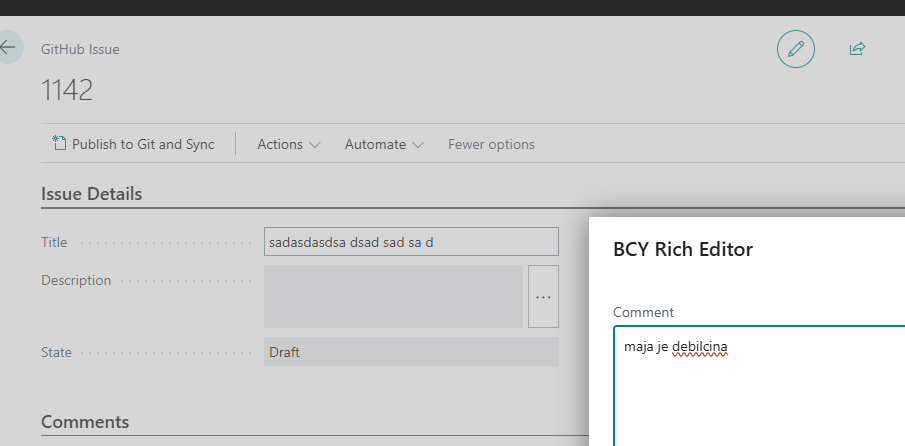 GitHub Issue
1142
Publish to Git and Sync Actions Automate Fewer options
Issue Details
Title sadasdasdsa dsad sad sa d
Description ...
State Draft
Comments
BCY Rich Editor
Comment
maja je debilcina